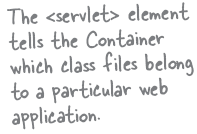 The <servlet> element
tells the Container
which class files belong
to a particular web
application.